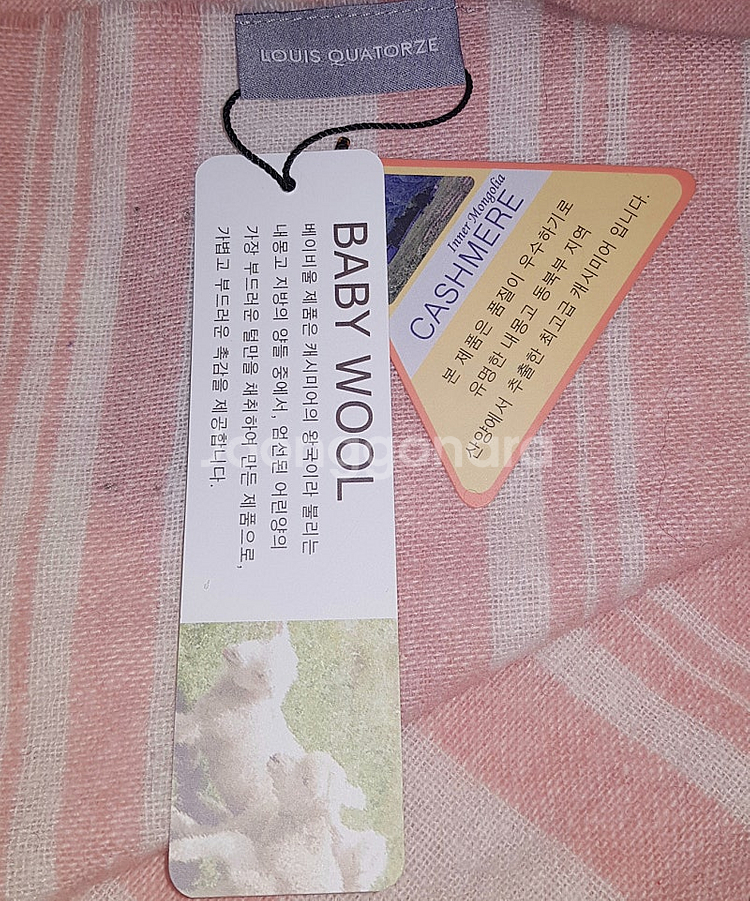 LOUIS QUATORZE
BABY WOOL
베이비울 제품은 캐시미어의 왕국이라 불리는
내몽고 지방의 양들 중에서, 엄선된 어린양의
가장 부드러운 털만을 채취하여 만든 제품으로,
가볍고 부드러운 촉감을 제공합니다.
Inner Mongolia
CASHMERE
본 제품은 품질이 우수하기로
유명한 내몽고 동북부 지역
산양에서 추출한 최고급 캐시미어 입니다.
joonggonara